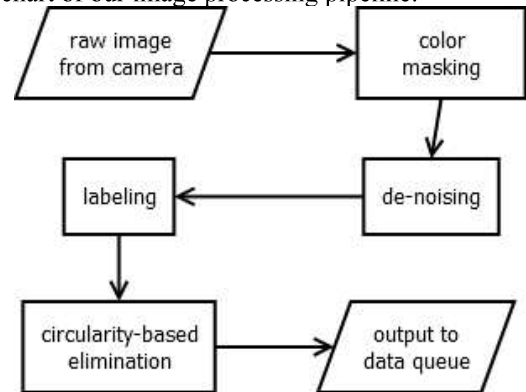 chart of our image processing pipeline.
raw image
from camera
color
masking
de-noising
labeling
circularity-based
elimination
output to
data queue